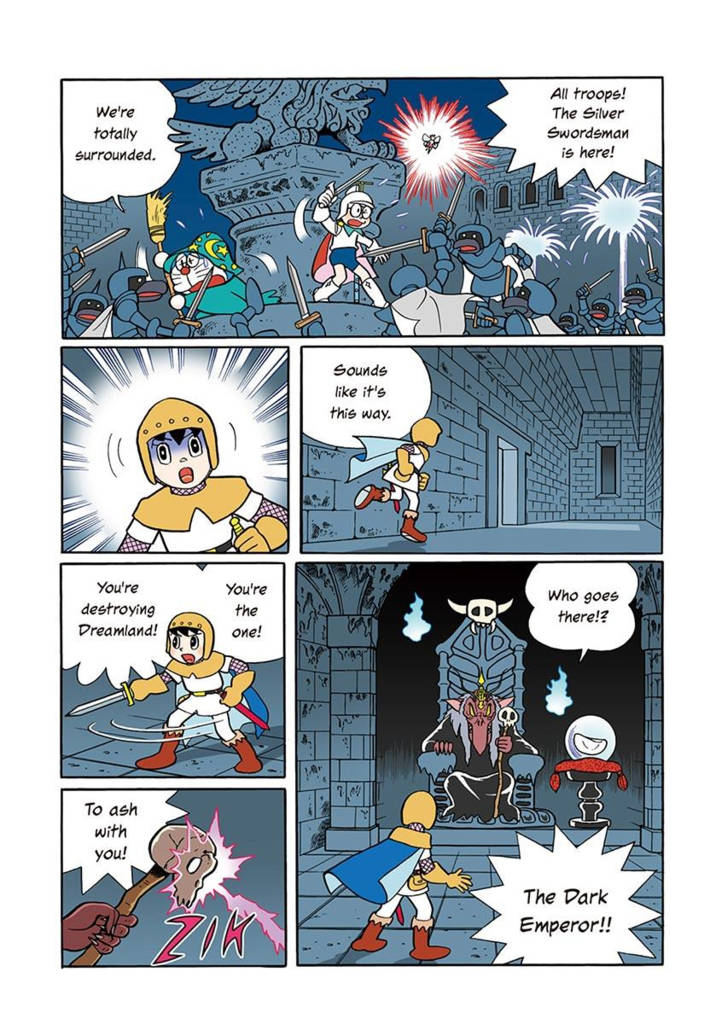 All troops!
The Silver
Swordsman
is here!
We're
totally
surrounded.
Sounds
like it's
this way.
Who goes
there!?
The Dark
Emperor!!
You're
the
one!
You're
destroying
Dreamland!
To ash
with
you!
ZIK